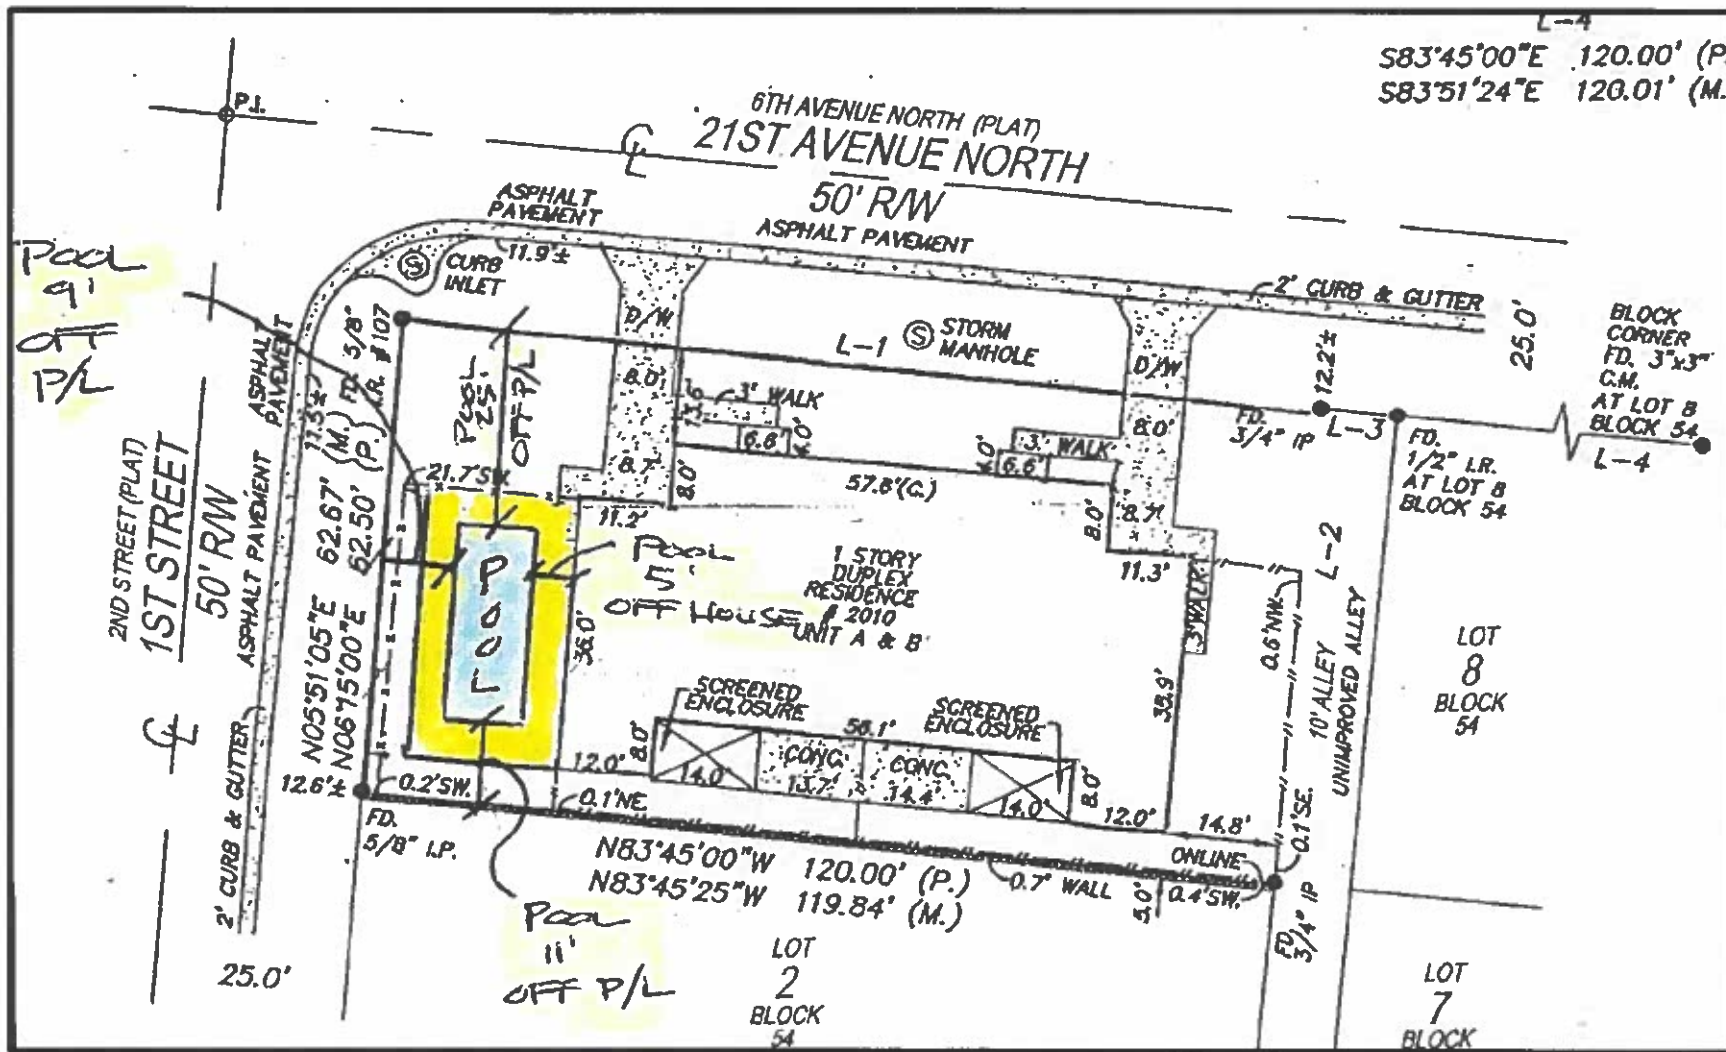 L-4
S83°45'00"E 120.00' (P.
S83°51'24"E 120.01' (M.
P.I.
6TH AVENUE NORTH (PLAT)
21ST AVENUE NORTH
50' R/W
C
L
ASPHALT
PAVEMENT
ASPHALT PAVEMENT
11.9'±
S
CURB
INLET
2' CURB & GUTTER
25.0'
BLOCK
CORNER
FD. 3"x3"
C.M.
AT LOT 8
BLOCK 54
POOL
9'
OFF
P/L
ASPHALT
PAVEMENT
11.5'±
FD. 5/8"
I.R. #107
POOL
25'
OFF P/L
D/W
8.0'
13.6'
3' WALK
6.6'
4.0'
8.7'
8.0'
L-1
S
STORM
MANHOLE
D/W
8.0'
12.2'±
FD.
3/4" IP
L-3
FD.
1/2" I.R.
AT LOT 8
BLOCK 54
L-4
4.0'
3' WALK
6.6'
57.8'(C.)
8.0'
8.7'
11.3'
3' WALK
2ND STREET (PLAT)
1ST STREET
50' R/W
ASPHALT PAVEMENT
N05°51'05"E 62.67' (M.)
N06°15'00"E 62.50' (P.)
21.7' SW.
11.2'
POOL
POOL
5'
OFF HOUSE
36.0'
1 STORY
DUPLEX
RESIDENCE
# 2010
UNIT A & B
L-2
0.6'NW.
10' ALLEY
UNIMPROVED ALLEY
LOT
8
BLOCK
54
SCREENED
ENCLOSURE
SCREENED
ENCLOSURE
56.1'
35.9'
C
L
2' CURB & GUTTER
12.6'±
0.2'SW.
12.0'
8.0'
14.0'
CONC.
13.7'
CONC.
14.4'
14.0'
8.0'
12.0'
14.8'
0.1'SE.
FD.
5/8" I.P.
0.1'NE.
N83°45'00"W 120.00' (P.)
N83°45'25"W 119.84' (M.)
0.7' WALL
ONLINE
0.4'SW.
5.0'
FD.
3/4" IP
25.0'
POOL
11'
OFF P/L
LOT
2
BLOCK
54
LOT
7
BLOCK